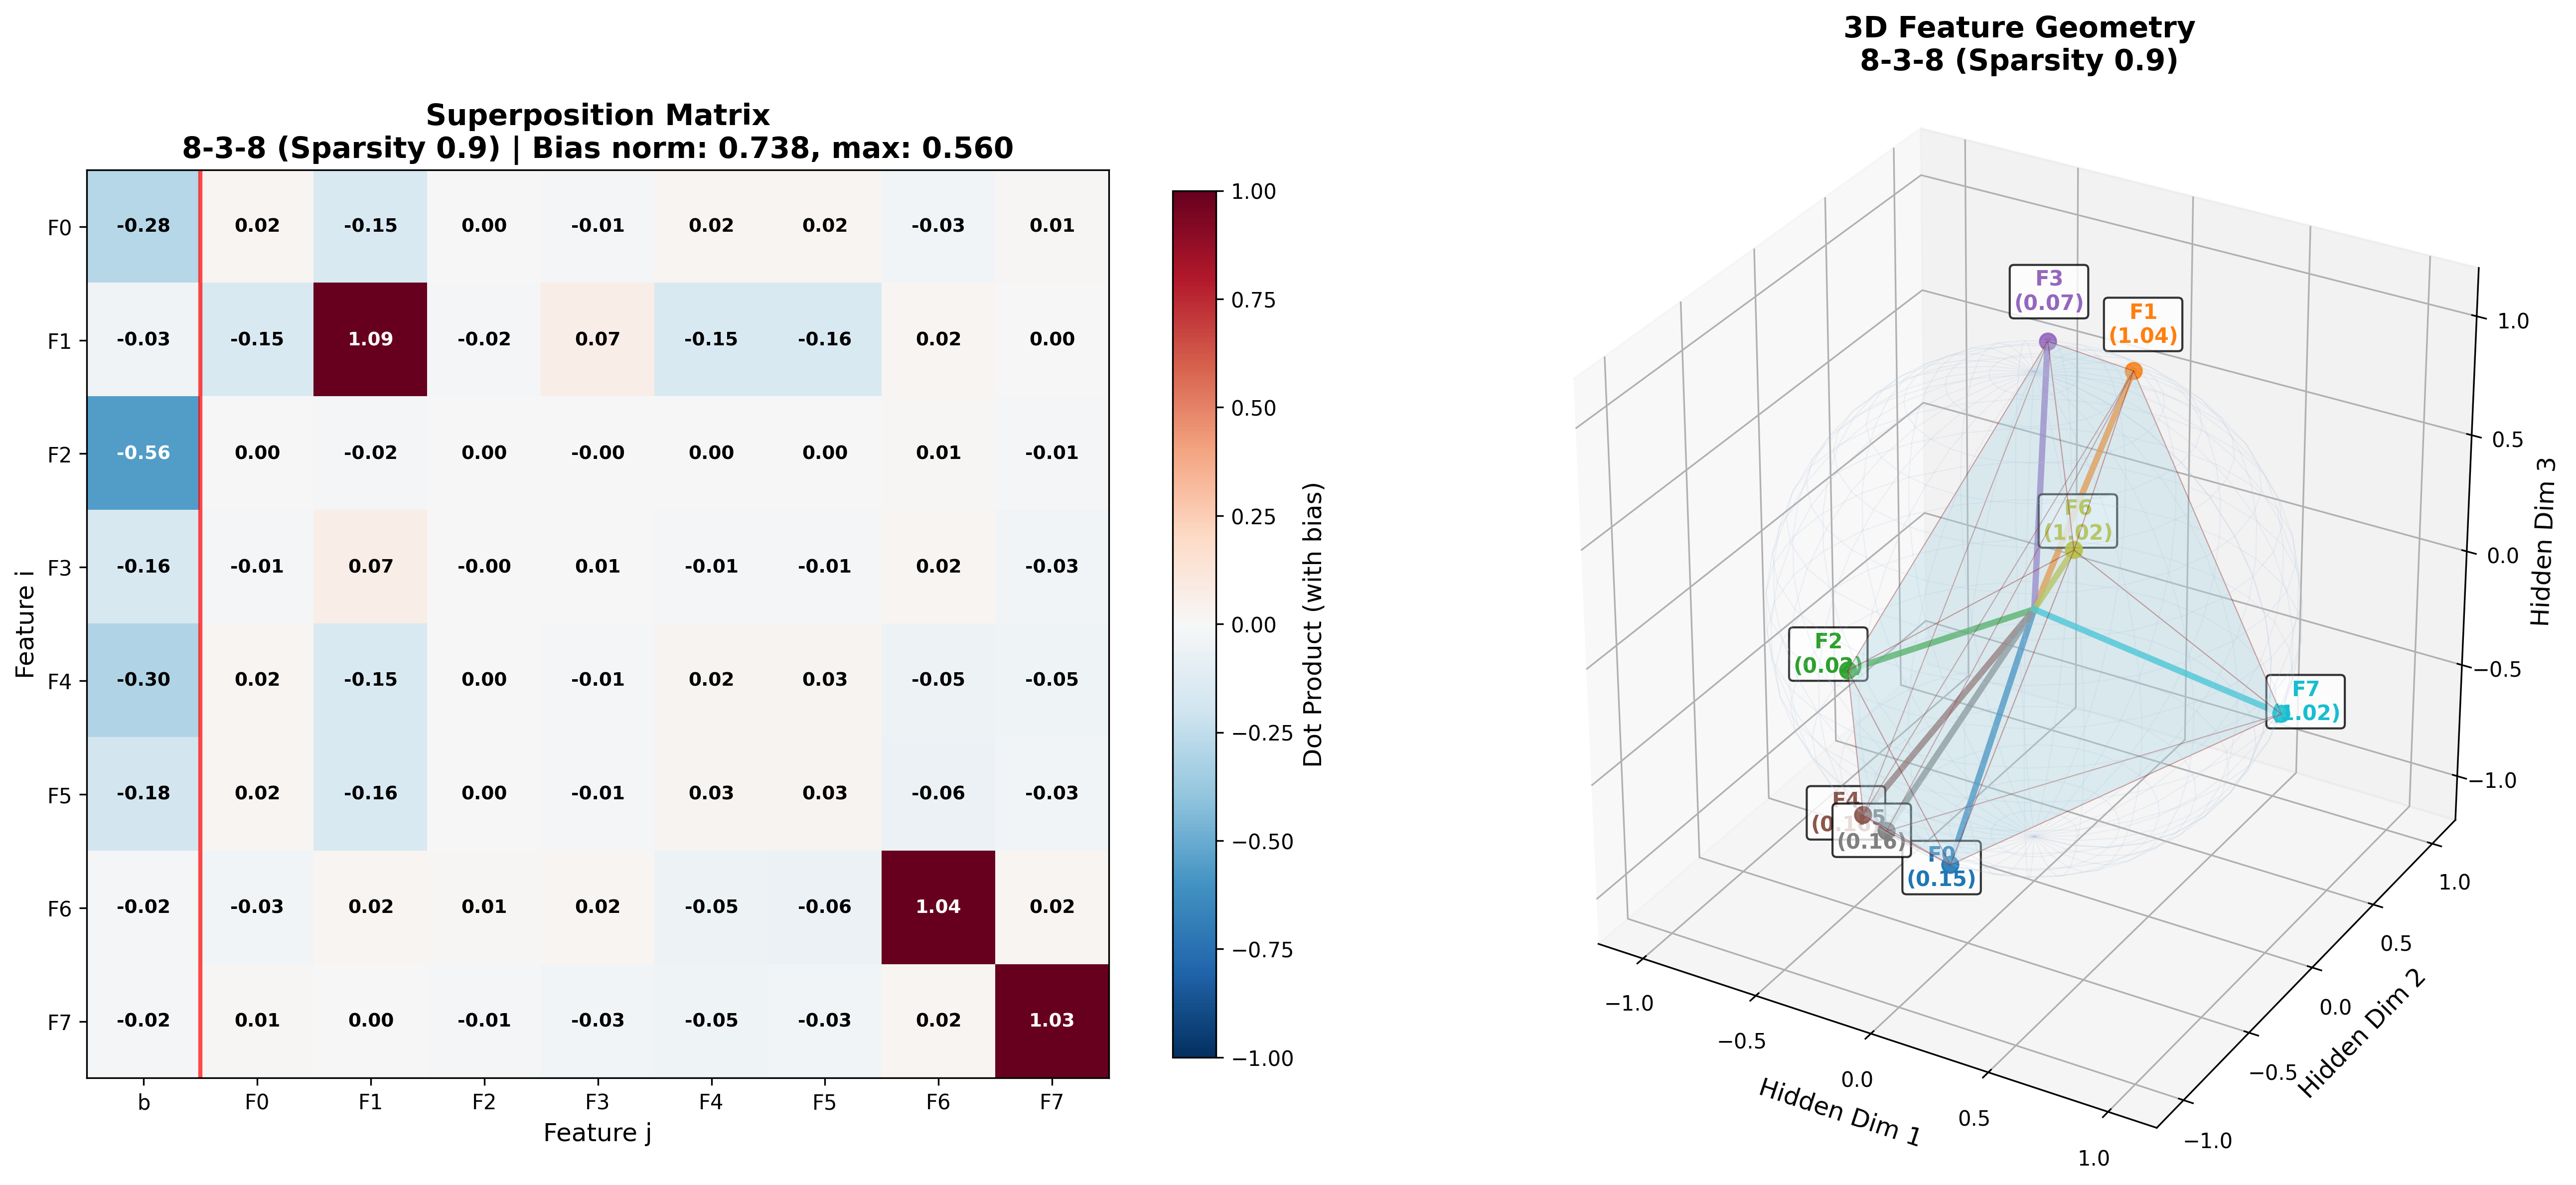 Superposition Matrix
8-3-8 (Sparsity 0.9) | Bias norm: 0.738, max: 0.560
F0 -0.28 0.02 -0.15 0.00 -0.01 0.02 0.02 -0.03 0.01
F1 -0.03 -0.15 1.09 -0.02 0.07 -0.15 -0.16 0.02 0.00
F2 -0.56 0.00 -0.02 0.00 -0.00 0.00 0.00 0.01 -0.01
F3 -0.16 -0.01 0.07 -0.00 0.01 -0.01 -0.01 0.02 -0.03
F4 -0.30 0.02 -0.15 0.00 -0.01 0.02 0.03 -0.05 -0.05
F5 -0.18 0.02 -0.16 0.00 -0.01 0.03 0.03 -0.06 -0.03
F6 -0.02 -0.03 0.02 0.01 0.02 -0.05 -0.06 1.04 0.02
F7 -0.02 0.01 0.00 -0.01 -0.03 -0.05 -0.03 0.02 1.03
b F0 F1 F2 F3 F4 F5 F6 F7
Feature j
Feature i
1.00
0.75
0.50
0.25
0.00
−0.25
−0.50
−0.75
−1.00
Dot Product (with bias)
3D Feature Geometry
8-3-8 (Sparsity 0.9)
F3
(0.07)
F1
(1.04)
F6
(1.02)
F2
(0.02)
F7
F4
(0.16)
F0
(0.15)
−1.0
−0.5
0.0
0.5
1.0
Hidden Dim 1
−1.0
−0.5
0.0
0.5
1.0
Hidden Dim 2
1.0
0.5
0.0
−0.5
−1.0
Hidden Dim 3